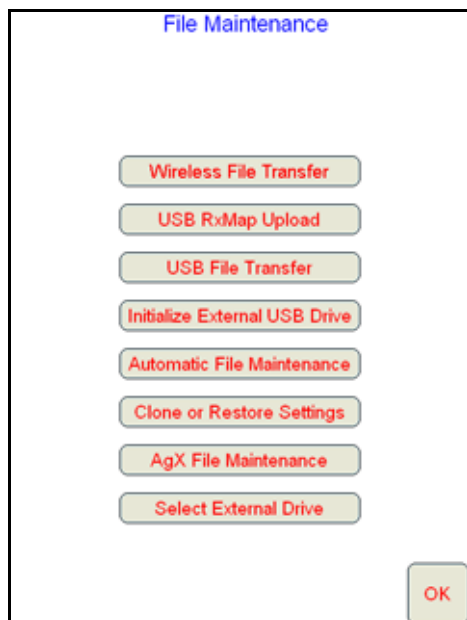 File Maintenance
Wireless File Transfer
USB RxMap Upload
USB File Transfer
Initialize External USB Drive
Automatic File Maintenance
Clone or Restore Settings
AgX File Maintenance
Select External Drive
OK